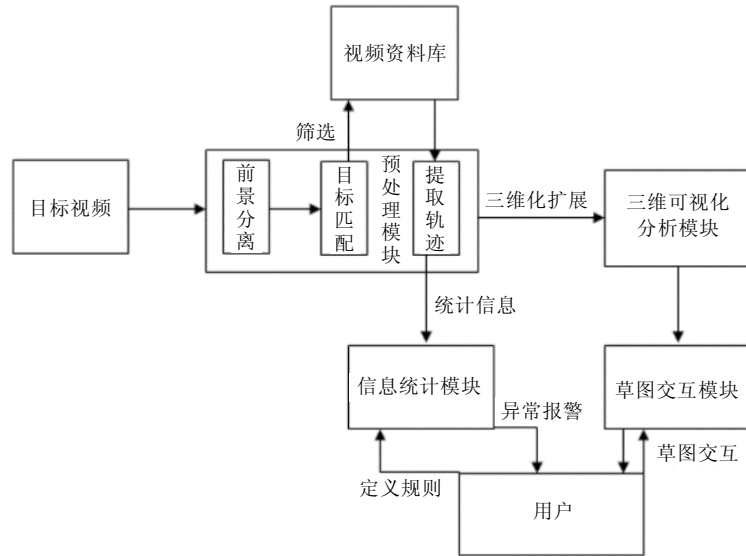 视频资料库
筛选
目标视频
前景分离
目标匹配
预处理模块
提取轨迹
三维化扩展
三维可视化
分析模块
统计信息
信息统计模块
草图交互模块
异常报警
草图交互
定义规则
用户